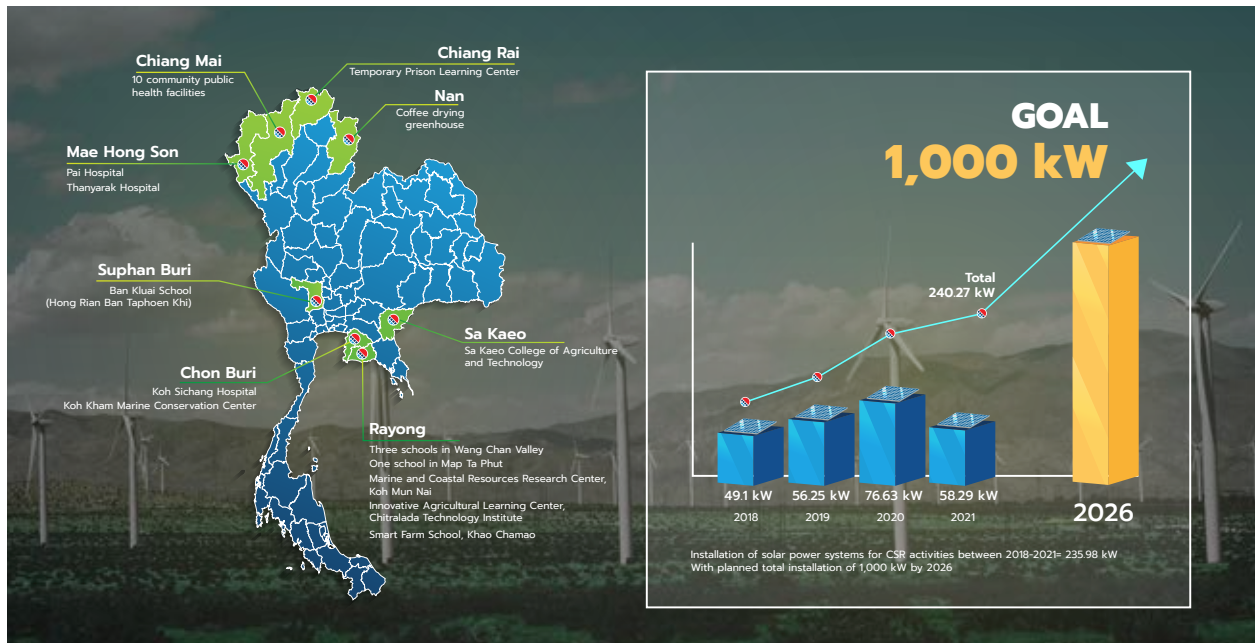 Chiang Mai
10 community public
health facilities
Chiang Rai
Temporary Prison Learning Center
Nan
Coffee drying
greenhouse
Mae Hong Son
Pai Hospital
Thanyarak Hospital
Suphan Buri
Ban Kluai School
(Hong Rian Ban Taphoen Khi)
Sa Kaeo
Sa Kaeo College of Agriculture
and Technology
Chon Buri
Koh Sichang Hospital
Koh Kham Marine Conservation Center
Rayong
Three schools in Wang Chan Valley
One school in Map Ta Phut
Marine and Coastal Resources Research Center,
Koh Mun Nai
Innovative Agricultural Learning Center,
Chitralada Technology Institute
Smart Farm School, Khao Chamao
GOAL
1,000 kW
Total
240.27 kW
49.1 kW 56.25 kW 76.63 kW 58.29 kW
2018 2019 2020 2021 2026
Installation of solar power systems for CSR activities between 2018-2021= 235.98 kW
With planned total installation of 1,000 kW by 2026